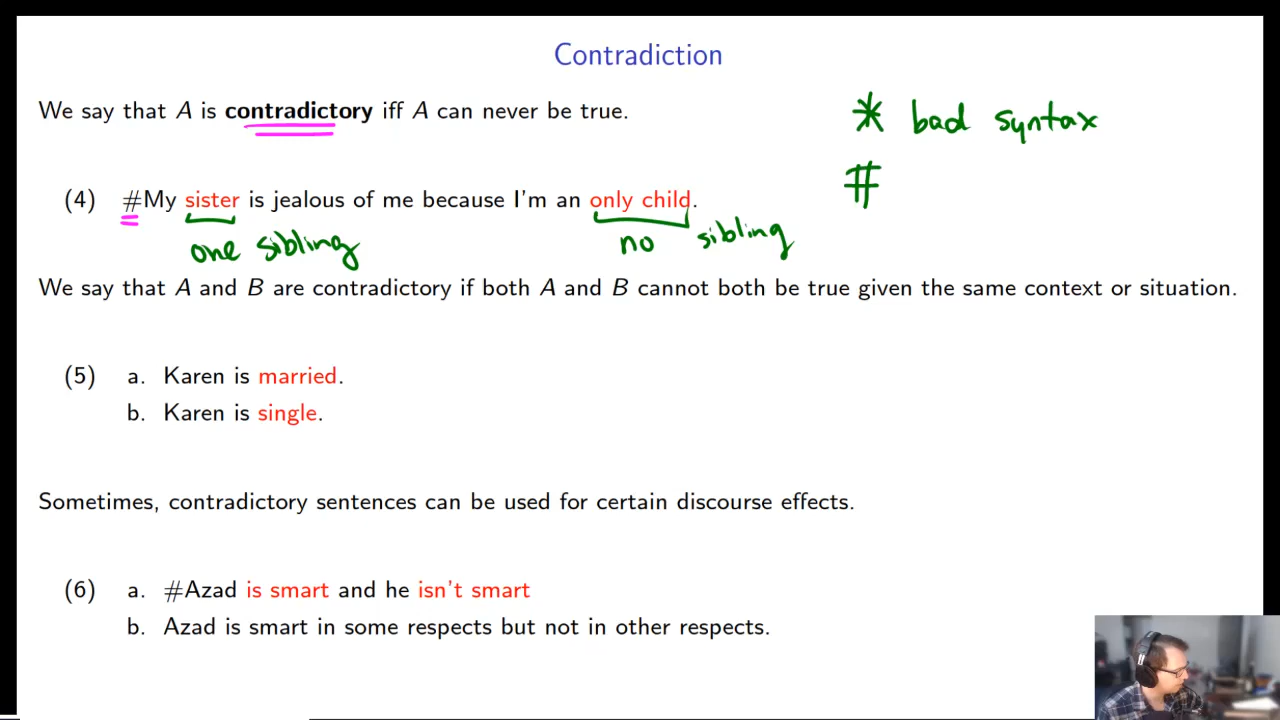 Contradiction
We say that A is contradictory iff A can never be true.
* bad syntax
#
(4) #My sister is jealous of me because I'm an only child.
one sibling no sibling
We say that A and B are contradictory if both A and B cannot both be true given the same context or situation.
(5) a. Karen is married.
b. Karen is single.
Sometimes, contradictory sentences can be used for certain discourse effects.
(6) a. #Azad is smart and he isn't smart
b. Azad is smart in some respects but not in other respects.